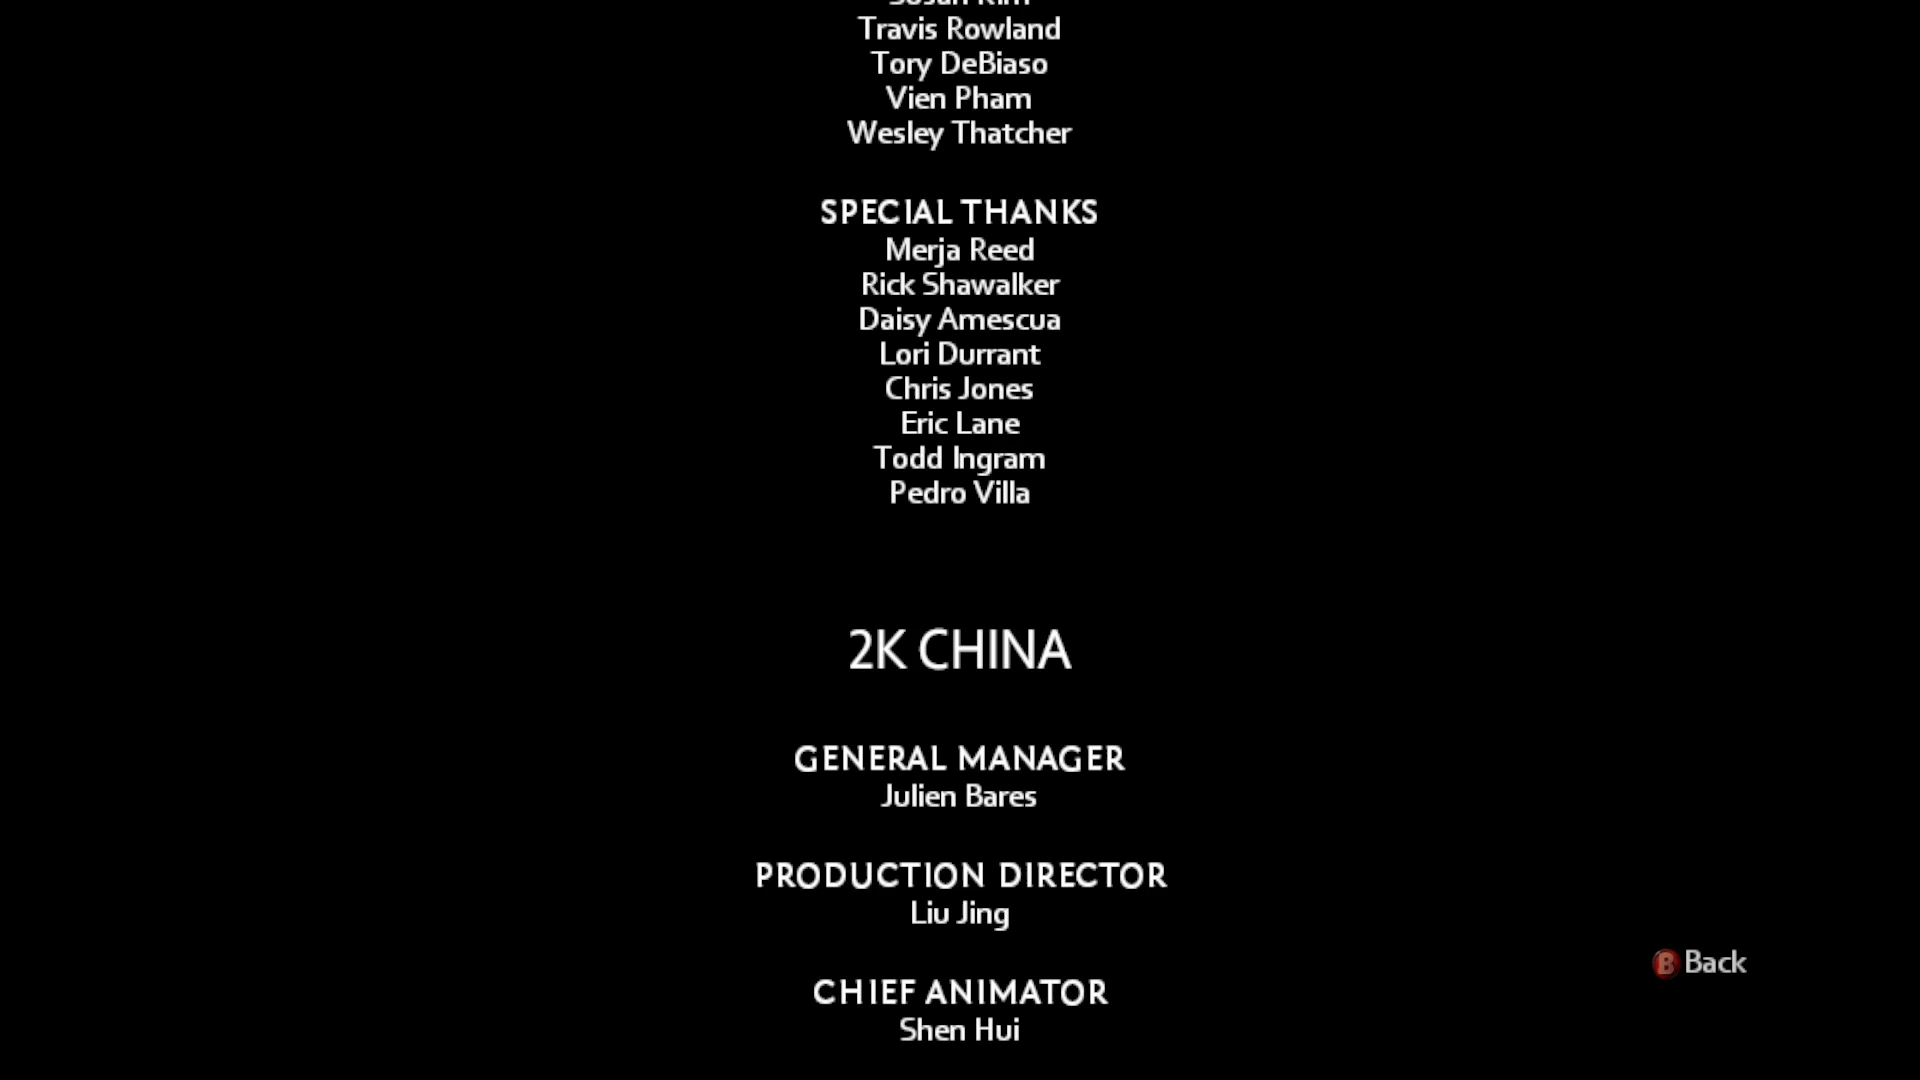 Susan Kim
Travis Rowland
Tory DeBiaso
Vien Pham
Wesley Thatcher
SPECIAL THANKS
Merja Reed
Rick Shawalker
Daisy Amescua
Lori Durrant
Chris Jones
Eric Lane
Todd Ingram
Pedro Villa
2K CHINA
GENERAL MANAGER
Julien Bares
PRODUCTION DIRECTOR
Liu Jing
B Back
CHIEF ANIMATOR
Shen Hui